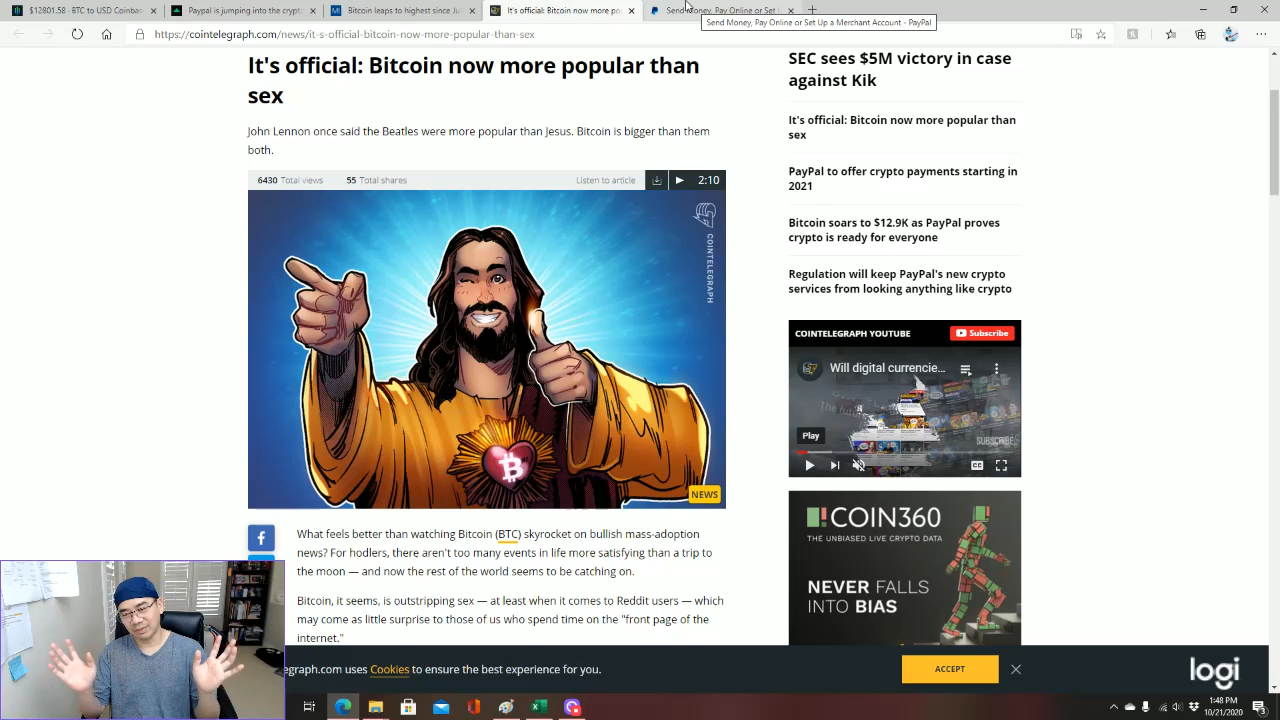 $12801.58 - BTC to USD Coinbas
Paypal is jumping into the crypto
Bitcoin leaps to highest since Ju
It's official: Bitcoin now more po
Send Money, Pay Online or Set U
Send Money, Pay Online or Set Up a Merchant Account - PayPal
https://cointelegraph.com/news/it-s-official-bitcoin-now-more-popular-than-sex
It's official: Bitcoin now more popular than
sex
John Lennon once said the Beatles were more popular than Jesus. Bitcoin is bigger than them
both.
6430 Total views 55 Total shares Listen to article 2:10
COINTELEGRAPH
B
NEWS
What feels better than watching Bitcoin (BTC) skyrocket on bullish mass-adoption
news? For hodlers, there aren't too many events in life more satisfying than a trip to
the moon — and now the rest of the world seems to be catching on.
Bitcoin, it seems, is outstripping sex — at least when it comes to Reddit users — which
may come as little surprise to those of us who spend time on the "front page of the
internet."
SEC sees $5M victory in case
against Kik
It's official: Bitcoin now more popular than
sex
PayPal to offer crypto payments starting in
2021
Bitcoin soars to $12.9K as PayPal proves
crypto is ready for everyone
Regulation will keep PayPal's new crypto
services from looking anything like crypto
COINTELEGRAPH YOUTUBE Subscribe
Will digital currencie...
Play
SUBSCRIBE
CC
COIN360
THE UNBIASED LIVE CRYPTO DATA
NEVER FALLS
INTO BIAS
egraph.com uses Cookies to ensure the best experience for you.
ACCEPT
logi
1:48 PM
10/21/2020